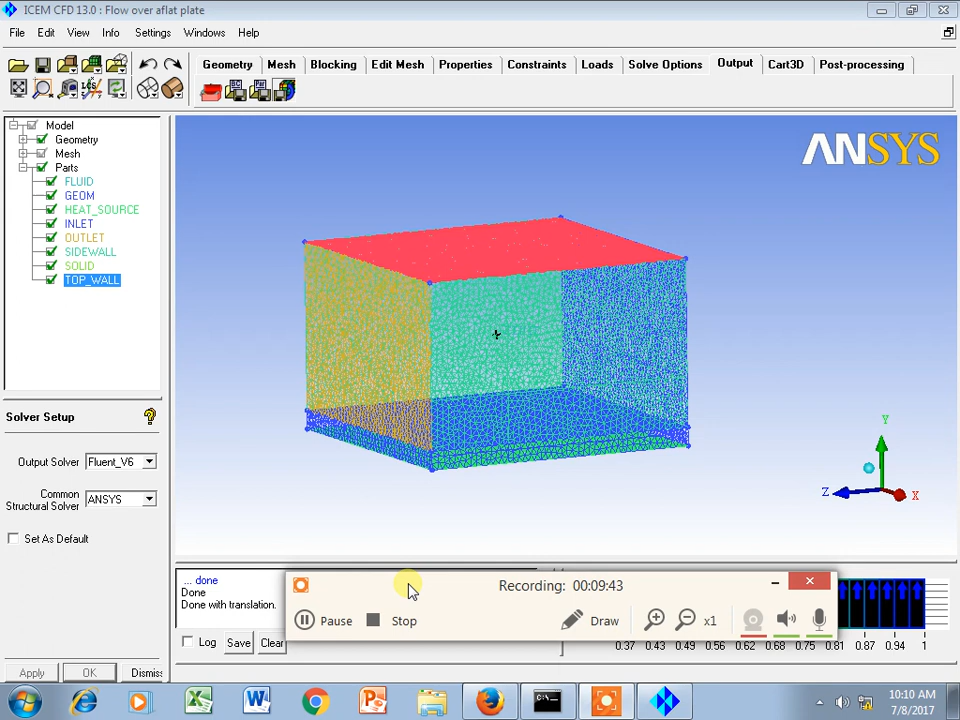 ICEM CFD 13.0 : Flow over aflat plate
File Edit View Info Settings Windows Help
Geometry Mesh Blocking Edit Mesh Properties Constraints Loads Solve Options Output Cart3D Post-processing
Model
Geometry
Mesh
Parts
FLUID
GEOM
HEAT_SOURCE
INLET
OUTLET
SIDEWALL
SOLID
TOP_WALL
ANSYS
Solver Setup
Output Solver Fluent_V6
Common
Structural Solver ANSYS
Set As Default
Y
Z
X
... done
Done
Done with translation.
Log Save Clear
Recording: 00:09:43
Pause Stop Draw x1
0.37 0.43 0.49 0.56 0.62 0.68 0.75 0.81 0.87 0.94 1
Apply OK Dismiss
10:10 AM
7/8/2017